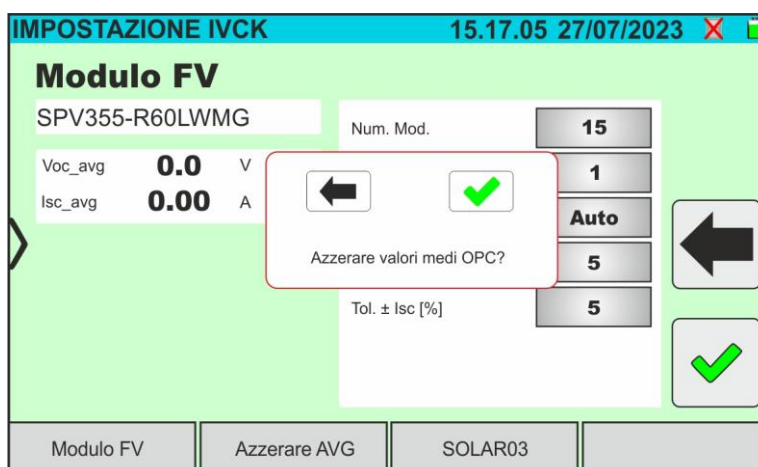 IMPOSTAZIONE IVCK 15.17.05 27/07/2023
Modulo FV
SPV355-R60LWMG
Voc_avg 0.0 V
Isc_avg 0.00 A
Num. Mod. 15
1
Auto
5
Tol. ± Isc [%] 5
Azzerare valori medi OPC?
Modulo FV Azzerare AVG SOLAR03